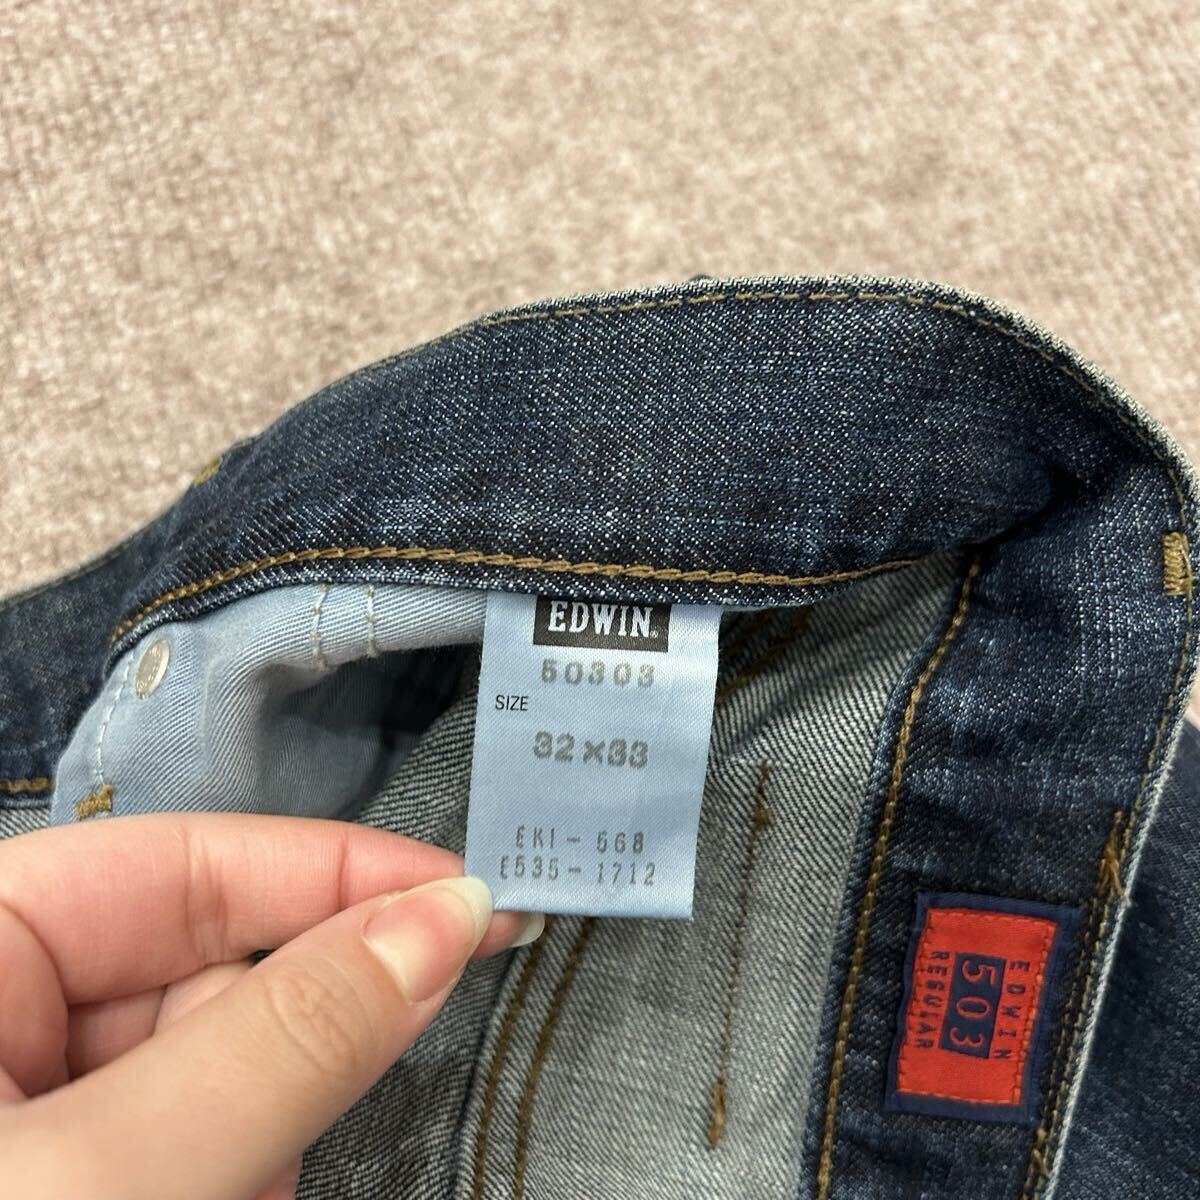 EDWIN®
50303
SIZE
32×33
EKI-568
E535-1712
EDWIN
503
REGULAR